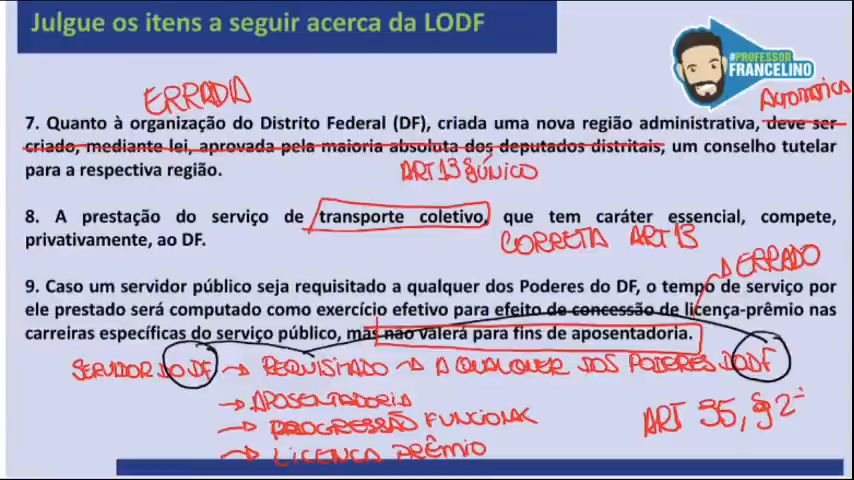 Julgue os itens a seguir acerca da LODF
#PROFESSOR
FRANCELINO
ERRADA
AUTOMÁTICA
7. Quanto à organização do Distrito Federal (DF), criada uma nova região administrativa, deve ser
criado, mediante lei, aprovada pela maioria absoluta dos deputados distritais, um conselho tutelar
para a respectiva região.
ART 13 § ÚNICO
8. A prestação do serviço de transporte coletivo, que tem caráter essencial, compete,
privativamente, ao DF.
CORRETA ART 13
ERRADO
9. Caso um servidor público seja requisitado a qualquer dos Poderes do DF, o tempo de serviço por
ele prestado será computado como exercício efetivo para efeito de concessão de licença-prêmio nas
carreiras específicas do serviço público, mas não valerá para fins de aposentadoria.
SERVIDOR DO DF → REQUISITADO → A QUALQUER DOS PODERES DO DF
→ APOSENTADORIA
→ PROGRESSÃO FUNCIONAL
→ LICENÇA PRÊMIO
ART 35, § 2